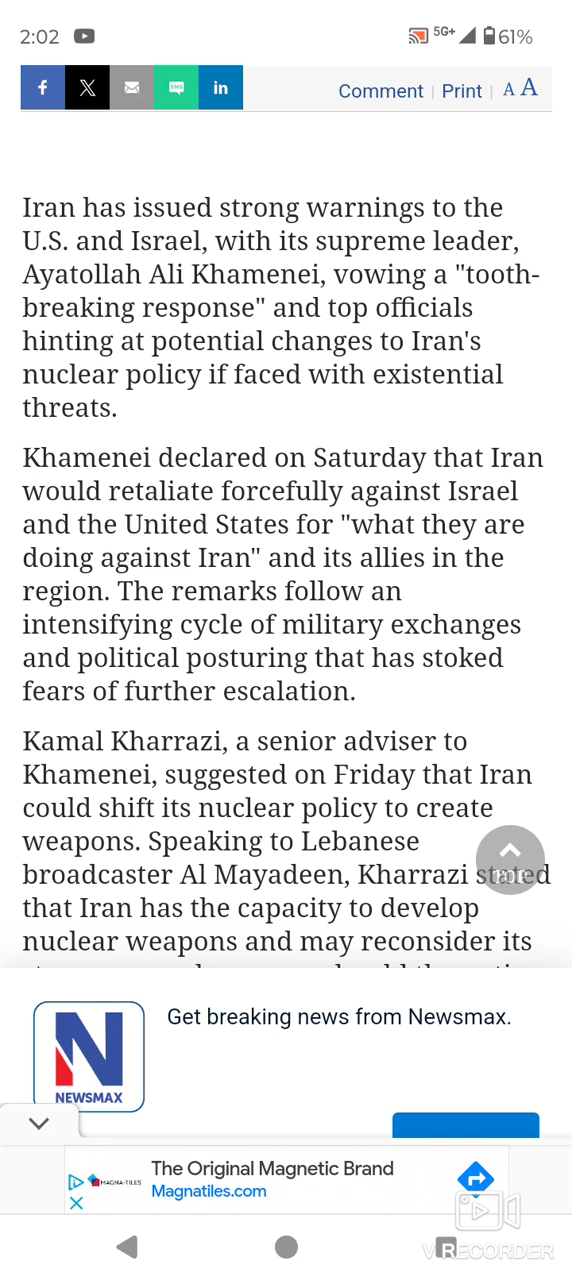 2:02
5G+
61%
f
X
SMS
in
Comment | Print | A A
Iran has issued strong warnings to the
U.S. and Israel, with its supreme leader,
Ayatollah Ali Khamenei, vowing a "tooth-
breaking response" and top officials
hinting at potential changes to Iran's
nuclear policy if faced with existential
threats.
Khamenei declared on Saturday that Iran
would retaliate forcefully against Israel
and the United States for "what they are
doing against Iran" and its allies in the
region. The remarks follow an
intensifying cycle of military exchanges
and political posturing that has stoked
fears of further escalation.
Kamal Kharrazi, a senior adviser to
Khamenei, suggested on Friday that Iran
could shift its nuclear policy to create
weapons. Speaking to Lebanese
broadcaster Al Mayadeen, Kharrazi stated
TOP
that Iran has the capacity to develop
nuclear weapons and may reconsider its
N
Get breaking news from Newsmax.
NEWSMAX
MAGNA-TILES
The Original Magnetic Brand
Magnatiles.com
VRECORDER